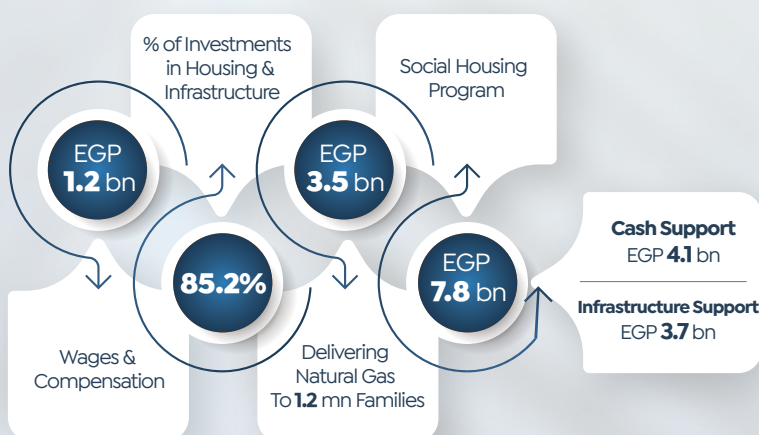 % of Investments
in Housing &
Infrastructure
Social Housing
Program
EGP
1.2 bn
EGP
3.5 bn
85.2%
EGP
7.8 bn
Cash Support
EGP 4.1 bn
Infrastructure Support
EGP 3.7 bn
Wages &
Compensation
Delivering
Natural Gas
To 1.2 mn Families